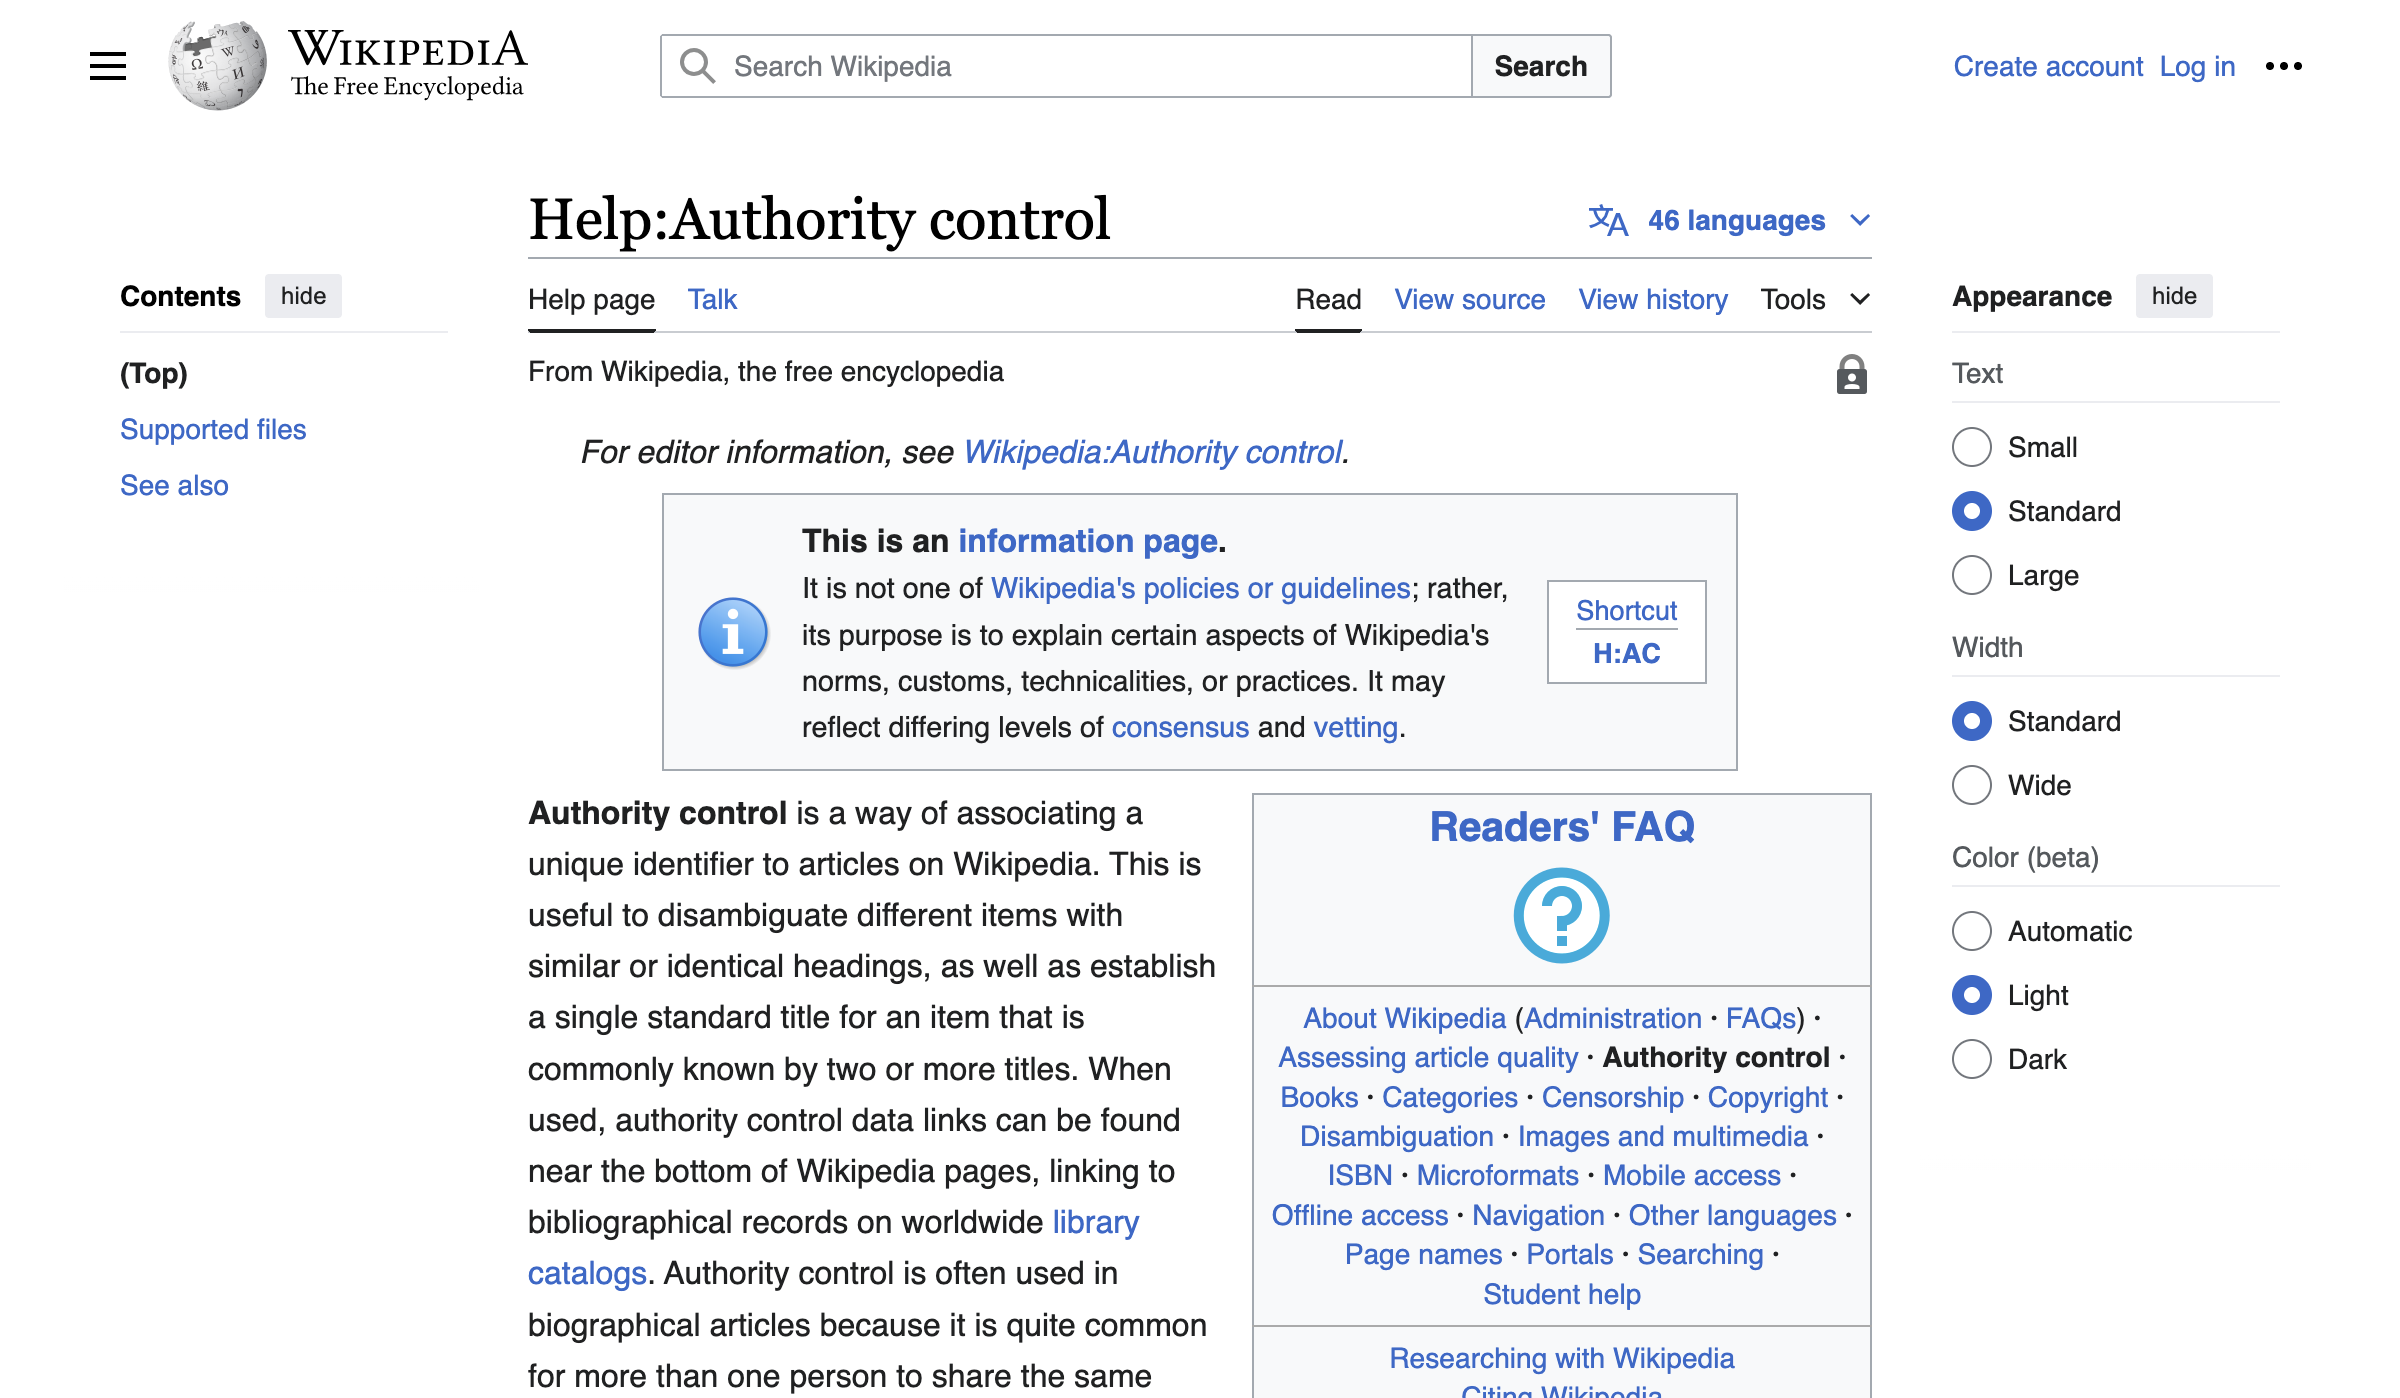 WIKIPEDIA
The Free Encyclopedia
Search Wikipedia
Search
Create account Log in
Help:Authority control
46 languages
Contents hide
(Top)
Supported files
See also
Help page Talk
Read View source View history Tools
From Wikipedia, the free encyclopedia
For editor information, see Wikipedia:Authority control.
This is an information page.
It is not one of Wikipedia's policies or guidelines; rather,
its purpose is to explain certain aspects of Wikipedia's
norms, customs, technicalities, or practices. It may
reflect differing levels of consensus and vetting.
Shortcut
H:AC
Authority control is a way of associating a
unique identifier to articles on Wikipedia. This is
useful to disambiguate different items with
similar or identical headings, as well as establish
a single standard title for an item that is
commonly known by two or more titles. When
used, authority control data links can be found
near the bottom of Wikipedia pages, linking to
bibliographical records on worldwide library
catalogs. Authority control is often used in
biographical articles because it is quite common
for more than one person to share the same
Readers' FAQ
About Wikipedia (Administration · FAQs) ·
Assessing article quality · Authority control ·
Books · Categories · Censorship · Copyright ·
Disambiguation · Images and multimedia ·
ISBN · Microformats · Mobile access ·
Offline access · Navigation · Other languages ·
Page names · Portals · Searching ·
Student help
Researching with Wikipedia
Citing Wikipedia
Appearance hide
Text
Small
Standard
Large
Width
Standard
Wide
Color (beta)
Automatic
Light
Dark